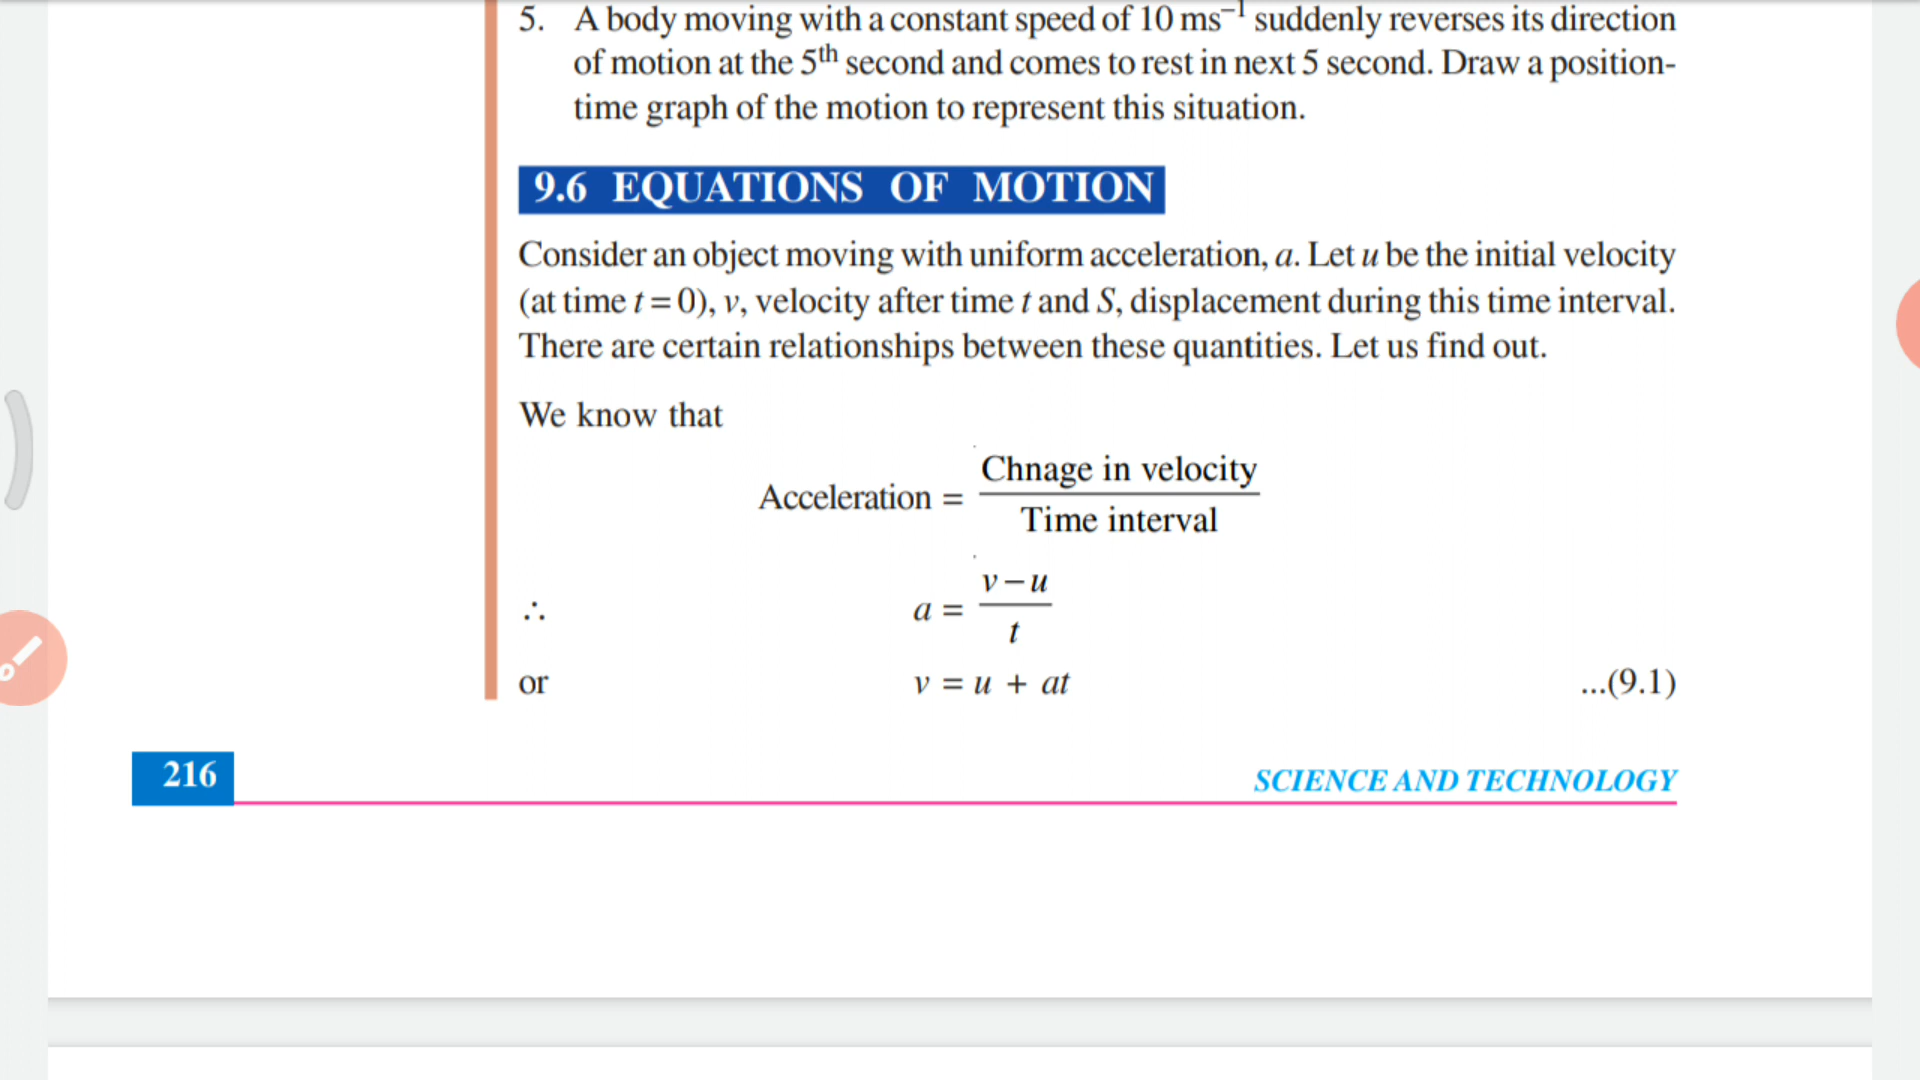 5. A body moving with a constant speed of 10 ms⁻¹ suddenly reverses its direction
of motion at the 5th second and comes to rest in next 5 second. Draw a position-
time graph of the motion to represent this situation.
9.6 EQUATIONS OF MOTION
Consider an object moving with uniform acceleration, a. Let u be the initial velocity
(at time t = 0), v, velocity after time t and S, displacement during this time interval.
There are certain relationships between these quantities. Let us find out.
We know that
Acceleration = Chnage in velocity / Time interval
∴ a = v – u / t
or v = u + at ...(9.1)
216 SCIENCE AND TECHNOLOGY